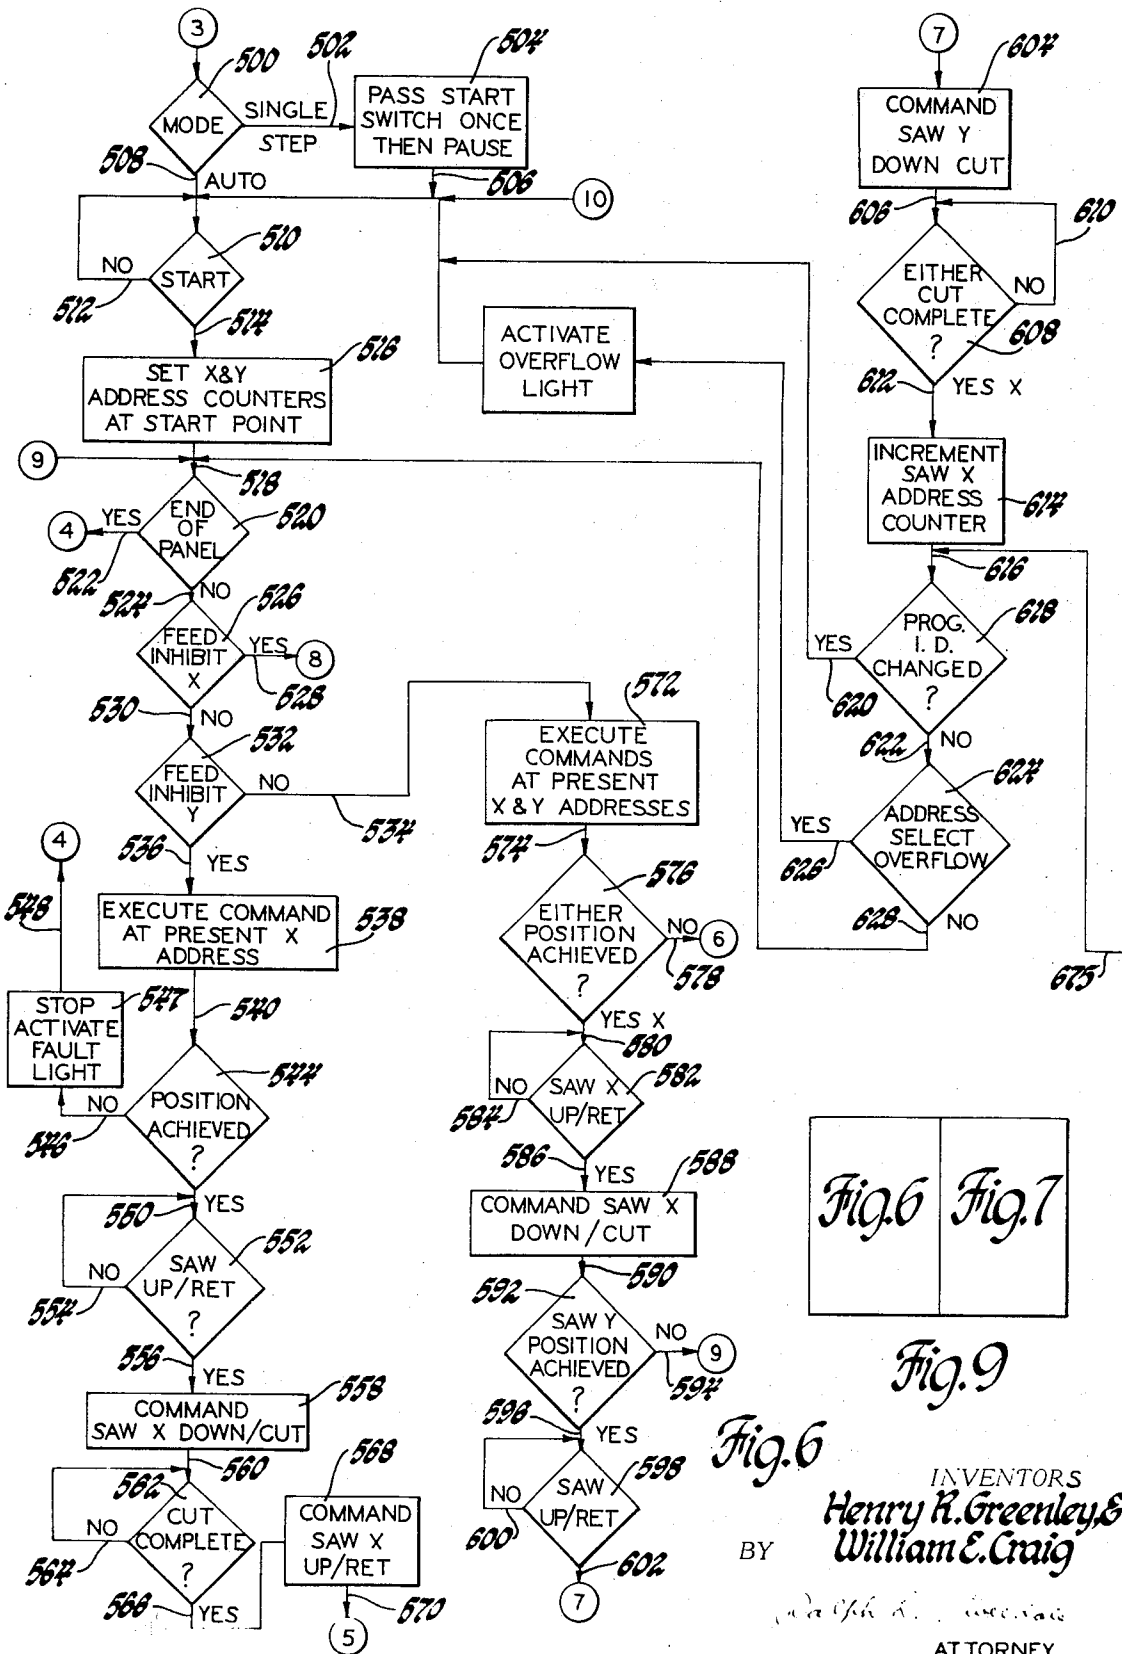 3
500
MODE
SINGLE
STEP
502
504
PASS START
SWITCH ONCE
THEN PAUSE
506
508
AUTO
10
510
START
NO
512
514
516
SET X&Y
ADDRESS COUNTERS
AT START POINT
ACTIVATE
OVERFLOW
LIGHT
9
518
END
OF
PANEL
520
YES
4
522
524
NO
FEED
INHIBIT
X
526
YES
8
528
530
NO
532
FEED
INHIBIT
Y
NO
534
536
YES
EXECUTE COMMAND
AT PRESENT X
ADDRESS
538
540
4
548
STOP
ACTIVATE
FAULT
LIGHT
547
544
POSITION
ACHIEVED
?
NO
546
YES
550
552
SAW
UP/RET
?
NO
554
556
YES
558
COMMAND
SAW X DOWN/CUT
560
562
CUT
COMPLETE
?
NO
564
566
YES
568
COMMAND
SAW X
UP/RET
570
5
572
EXECUTE
COMMANDS
AT PRESENT
X & Y ADDRESSES
574
576
EITHER
POSITION
ACHIEVED
?
NO
6
578
YES X
580
SAW X
UP/RET
582
NO
584
586
YES
588
COMMAND SAW X
DOWN/CUT
590
592
SAW Y
POSITION
ACHIEVED
?
NO
9
594
596
YES
598
SAW
UP/RET
NO
600
602
7
7
604
COMMAND
SAW Y
DOWN CUT
606
610
EITHER
CUT
COMPLETE
?
NO
608
612
YES X
INCREMENT
SAW X
ADDRESS
COUNTER
614
616
PROG.
I. D.
CHANGED
?
618
YES
620
622
NO
624
ADDRESS
SELECT
OVERFLOW
YES
626
628
NO
675
Fig.6
Fig.7
Fig.9
Fig.6
INVENTORS
Henry R. Greenley, &
BY
William E. Craig
Ralph L.
ATTORNEY